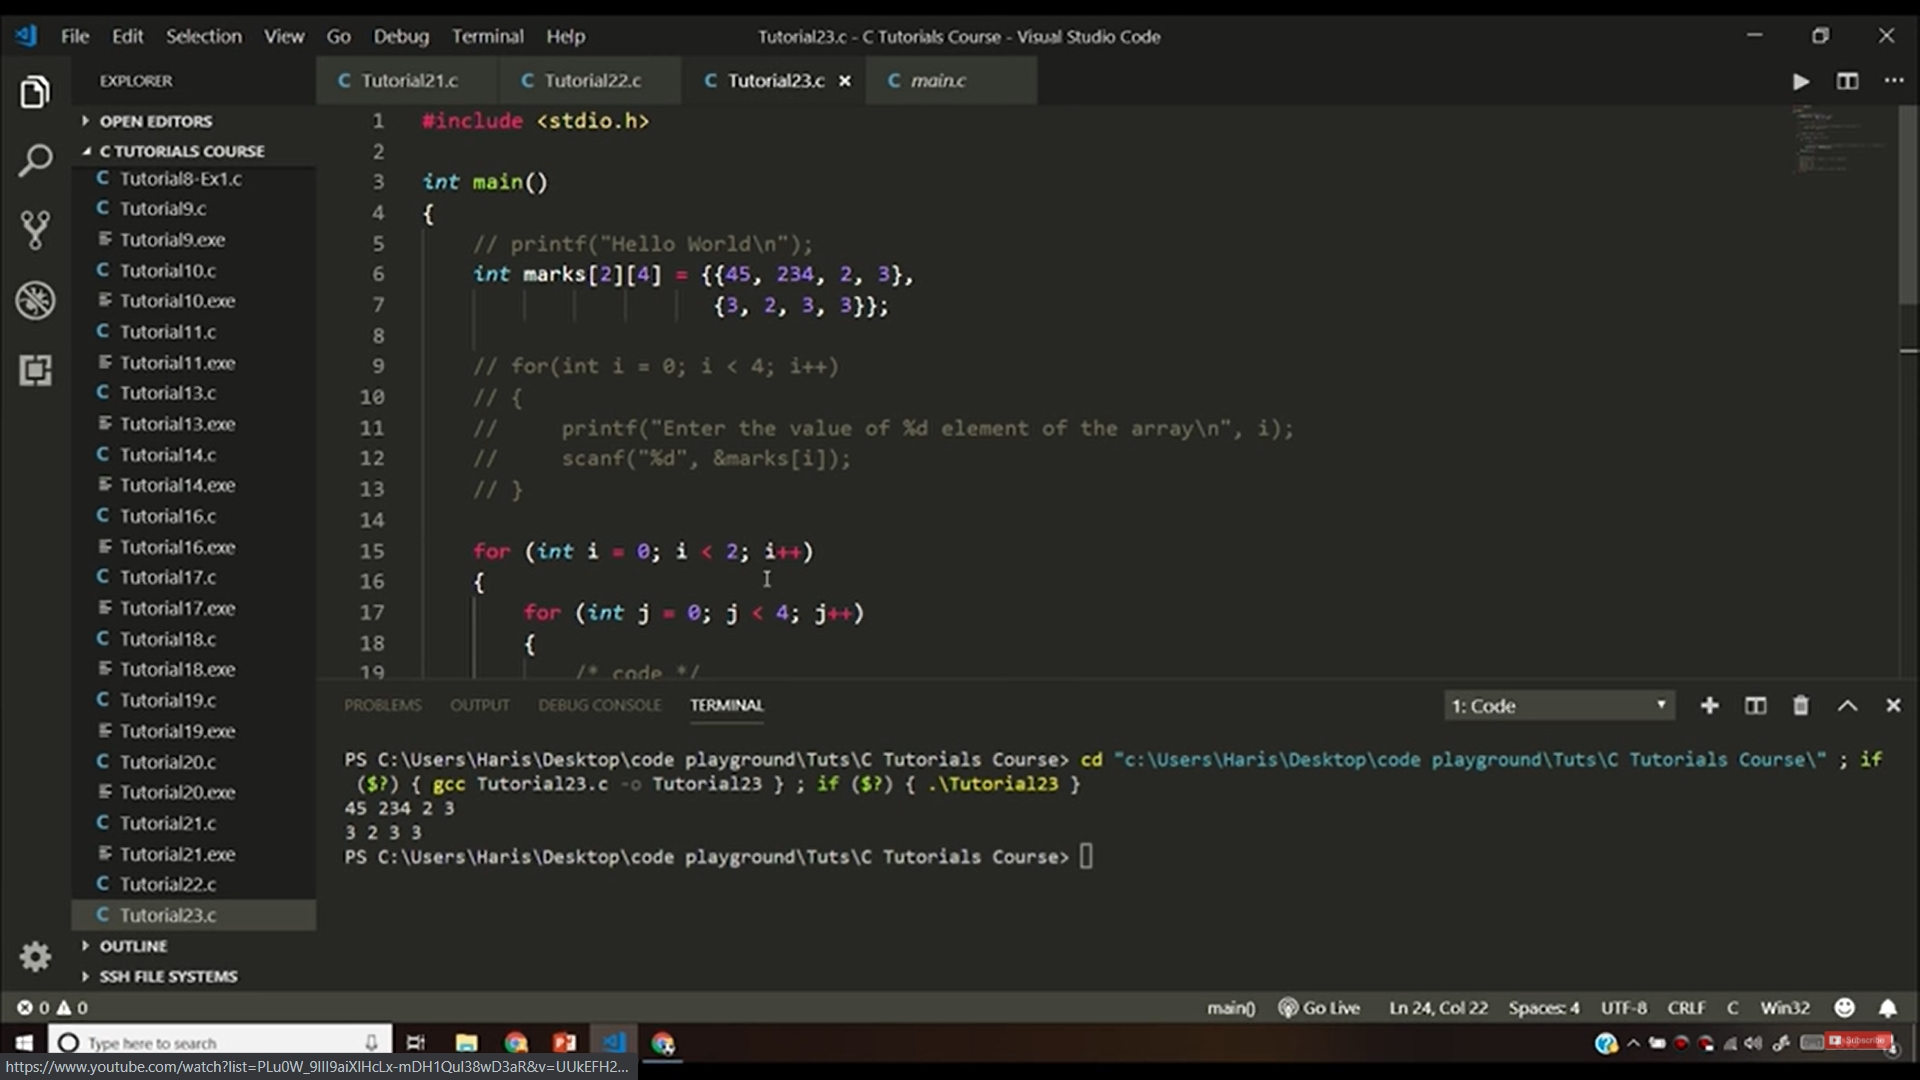 File Edit Selection View Go Debug Terminal Help
Tutorial23.c - C Tutorials Course - Visual Studio Code
EXPLORER
Tutorial21.c Tutorial22.c Tutorial23.c main.c
OPEN EDITORS
C TUTORIALS COURSE
Tutorial8-Ex1.c
Tutorial9.c
Tutorial9.exe
Tutorial10.c
Tutorial10.exe
Tutorial11.c
Tutorial11.exe
Tutorial13.c
Tutorial13.exe
Tutorial14.c
Tutorial14.exe
Tutorial16.c
Tutorial16.exe
Tutorial17.c
Tutorial17.exe
Tutorial18.c
Tutorial18.exe
Tutorial19.c
Tutorial19.exe
Tutorial20.c
Tutorial20.exe
Tutorial21.c
Tutorial21.exe
Tutorial22.c
Tutorial23.c
OUTLINE
SSH FILE SYSTEMS
1 #include <stdio.h>
2
3 int main()
4 {
5 // printf("Hello World\n");
6 int marks[2][4] = {{45, 234, 2, 3},
7 {3, 2, 3, 3}};
8
9 // for(int i = 0; i < 4; i++)
10 // {
11 // printf("Enter the value of %d element of the array\n", i);
12 // scanf("%d", &marks[i]);
13 // }
14
15 for (int i = 0; i < 2; i++)
16 {
17 for (int j = 0; j < 4; j++)
18 {
19 /* code */
PROBLEMS OUTPUT DEBUG CONSOLE TERMINAL
1: Code
PS C:\Users\Haris\Desktop\code playground\Tuts\C Tutorials Course> cd "c:\Users\Haris\Desktop\code playground\Tuts\C Tutorials Course\" ; if
($?) { gcc Tutorial23.c -o Tutorial23 } ; if ($?) { .\Tutorial23 }
45 234 2 3
3 2 3 3
PS C:\Users\Haris\Desktop\code playground\Tuts\C Tutorials Course>
0 0
main() Go Live Ln 24, Col 22 Spaces: 4 UTF-8 CRLF C Win32
Type here to search
Subscribe
https://www.youtube.com/watch?list=PLu0W_9lII9aiXlHcLx-mDH1Qul38wD3aR&v=UUkEFH2...